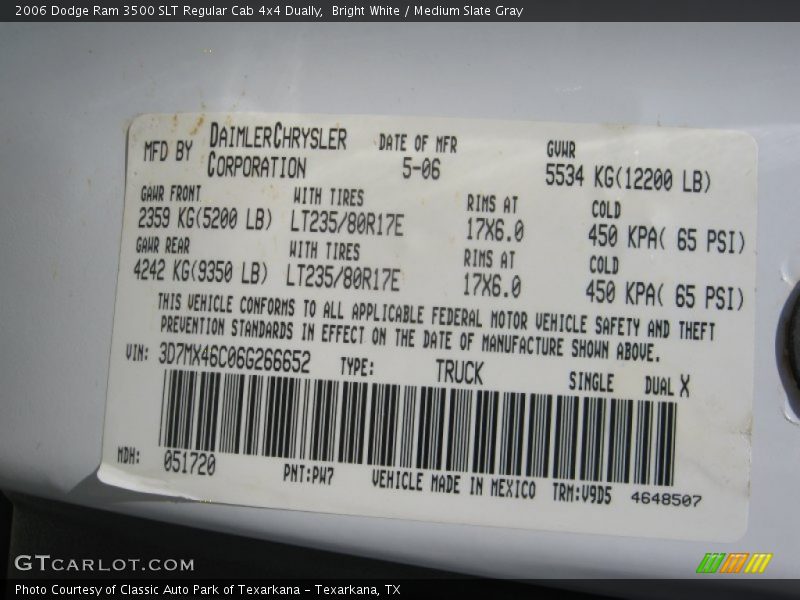 2006 Dodge Ram 3500 SLT Regular Cab 4x4 Dually, Bright White / Medium Slate Gray
MFD BY DAIMLERCHRYSLER CORPORATION
DATE OF MFR 5-06
GVWR 5534 KG(12200 LB)
GAWR FRONT WITH TIRES RIMS AT COLD
2359 KG(5200 LB) LT235/80R17E 17X6.0 450 KPA( 65 PSI)
GAWR REAR WITH TIRES RIMS AT COLD
4242 KG(9350 LB) LT235/80R17E 17X6.0 450 KPA( 65 PSI)
THIS VEHICLE CONFORMS TO ALL APPLICABLE FEDERAL MOTOR VEHICLE SAFETY AND THEFT
PREVENTION STANDARDS IN EFFECT ON THE DATE OF MANUFACTURE SHOWN ABOVE.
VIN: 3D7MX46C06G266652 TYPE: TRUCK SINGLE DUAL X
MDH: 051720 PNT:PW7 VEHICLE MADE IN MEXICO TRM:V9D5 4648507
GTCARLOT.COM
Photo Courtesy of Classic Auto Park of Texarkana - Texarkana, TX